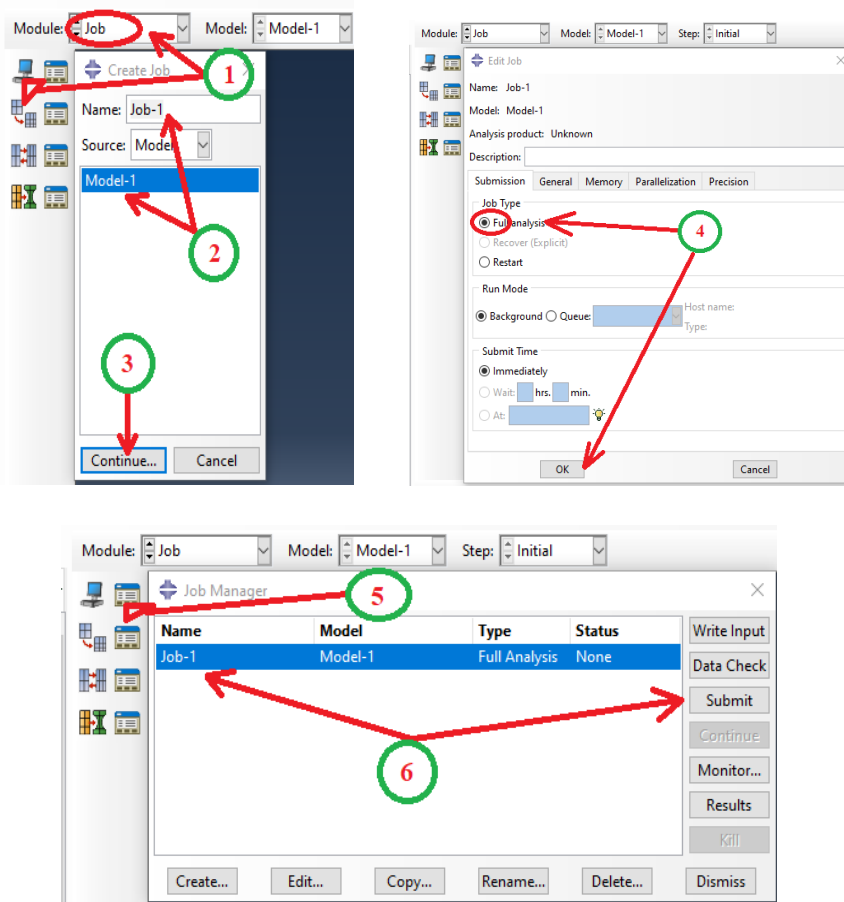 Module: Job Model: Model-1
Create Job
1
Name: Job-1
Source: Model
Model-1
2
3
Continue... Cancel
Module: Job Model: Model-1 Step: Initial
Edit Job
Name: Job-1
Model: Model-1
Analysis product: Unknown
Description:
Submission General Memory Parallelization Precision
Job Type
Full analysis
4
Recover (Explicit)
Restart
Run Mode
Background Queue: Host name:
Type:
Submit Time
Immediately
Wait: hrs. min.
At:
OK Cancel
Module: Job Model: Model-1 Step: Initial
Job Manager
5
Name Model Type Status Write Input
Job-1 Model-1 Full Analysis None Data Check
Submit
Continue
6
Monitor...
Results
Kill
Create... Edit... Copy... Rename... Delete... Dismiss